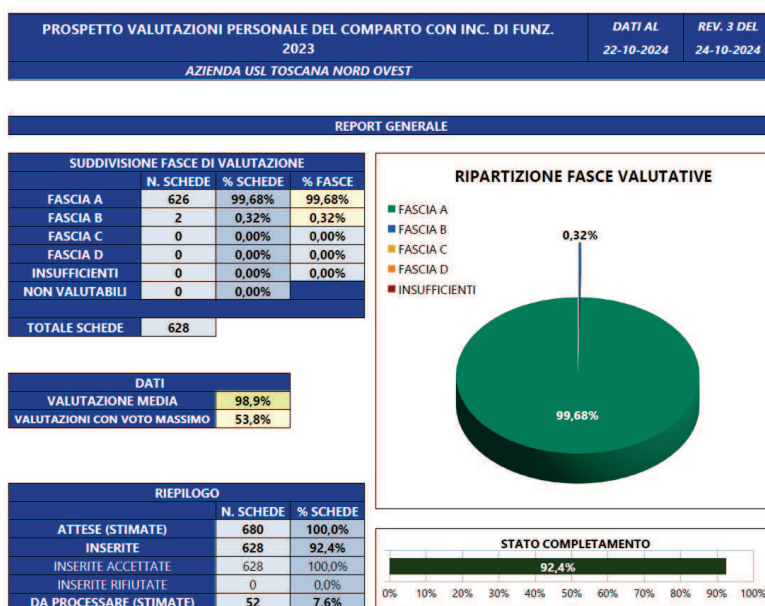 PROSPETTO VALUTAZIONI PERSONALE DEL COMPARTO CON INC. DI FUNZ.
2023
DATI AL
22-10-2024
REV. 3 DEL
24-10-2024
AZIENDA USL TOSCANA NORD OVEST
REPORT GENERALE
SUDDIVISIONE FASCE DI VALUTAZIONE
N. SCHEDE % SCHEDE % FASCE
FASCIA A 626 99,68% 99,68%
FASCIA B 2 0,32% 0,32%
FASCIA C 0 0,00% 0,00%
FASCIA D 0 0,00% 0,00%
INSUFFICIENTI 0 0,00% 0,00%
NON VALUTABILI 0 0,00%
TOTALE SCHEDE 628
RIPARTIZIONE FASCE VALUTATIVE
FASCIA A
FASCIA B
FASCIA C
FASCIA D
INSUFFICIENTI
0,32%
99,68%
DATI
VALUTAZIONE MEDIA 98,9%
VALUTAZIONI CON VOTO MASSIMO 53,8%
RIEPILOGO
N. SCHEDE % SCHEDE
ATTESE (STIMATE) 680 100,0%
INSERITE 628 92,4%
INSERITE ACCETTATE 628 100,0%
INSERITE RIFIUTATE 0 0,0%
DA PROCESSARE (STIMATE) 52 7,6%
STATO COMPLETAMENTO
92,4%
0% 10% 20% 30% 40% 50% 60% 70% 80% 90% 100%